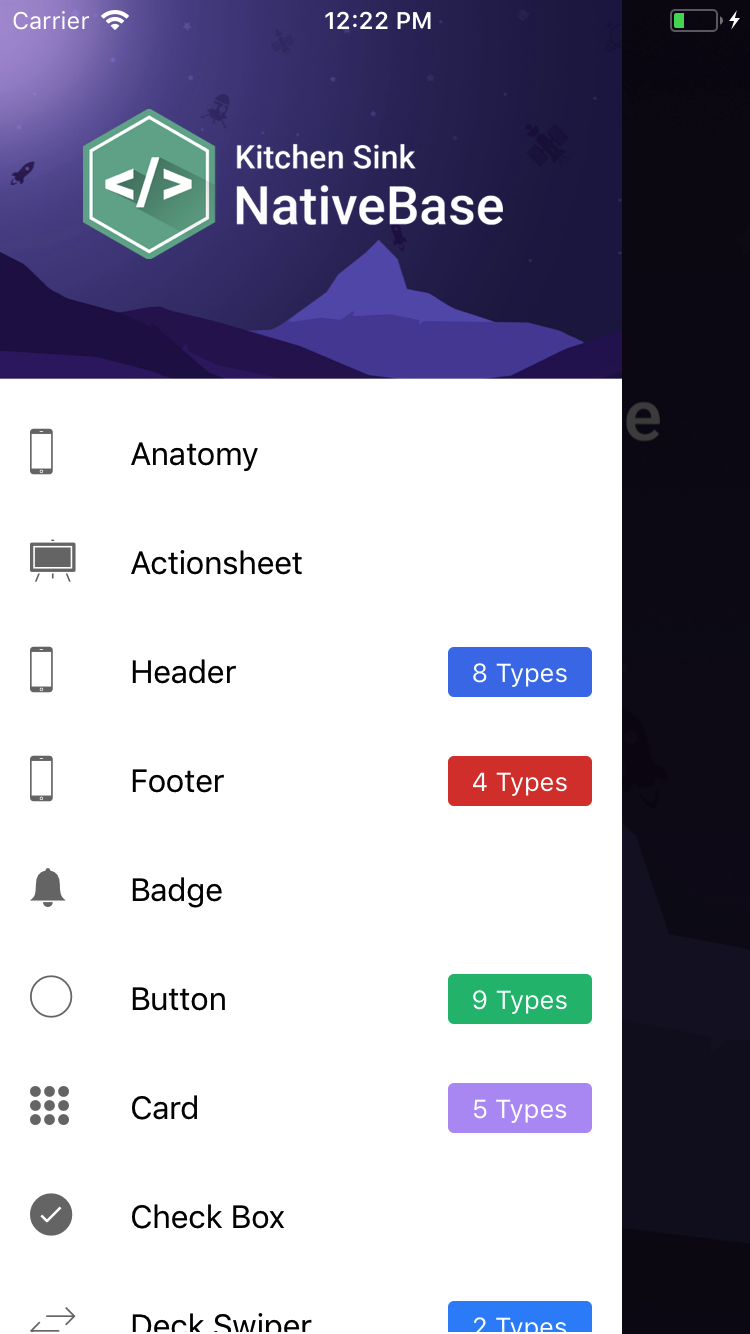 Carrier 12:22 PM
</>
Kitchen Sink
NativeBase
e
Anatomy
Actionsheet
Header 8 Types
Footer 4 Types
Badge
Button 9 Types
Card 5 Types
Check Box
Deck Swiper 2 Types